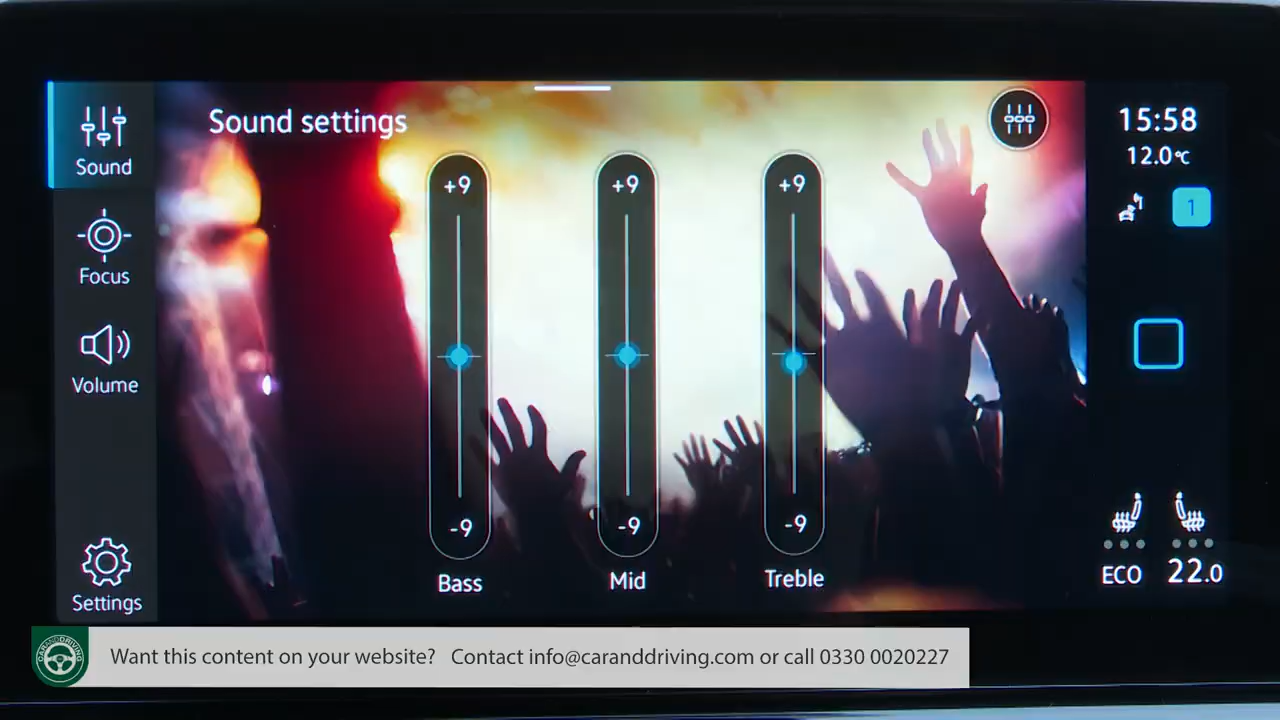 Sound settings
Sound
Focus
Volume
Settings
+9
+9
+9
-9
-9
-9
Bass
Mid
Treble
15:58
12.0°C
1
ECO
22.0
CARANDDRIVING
Want this content on your website? Contact info@caranddriving.com or call 0330 0020227